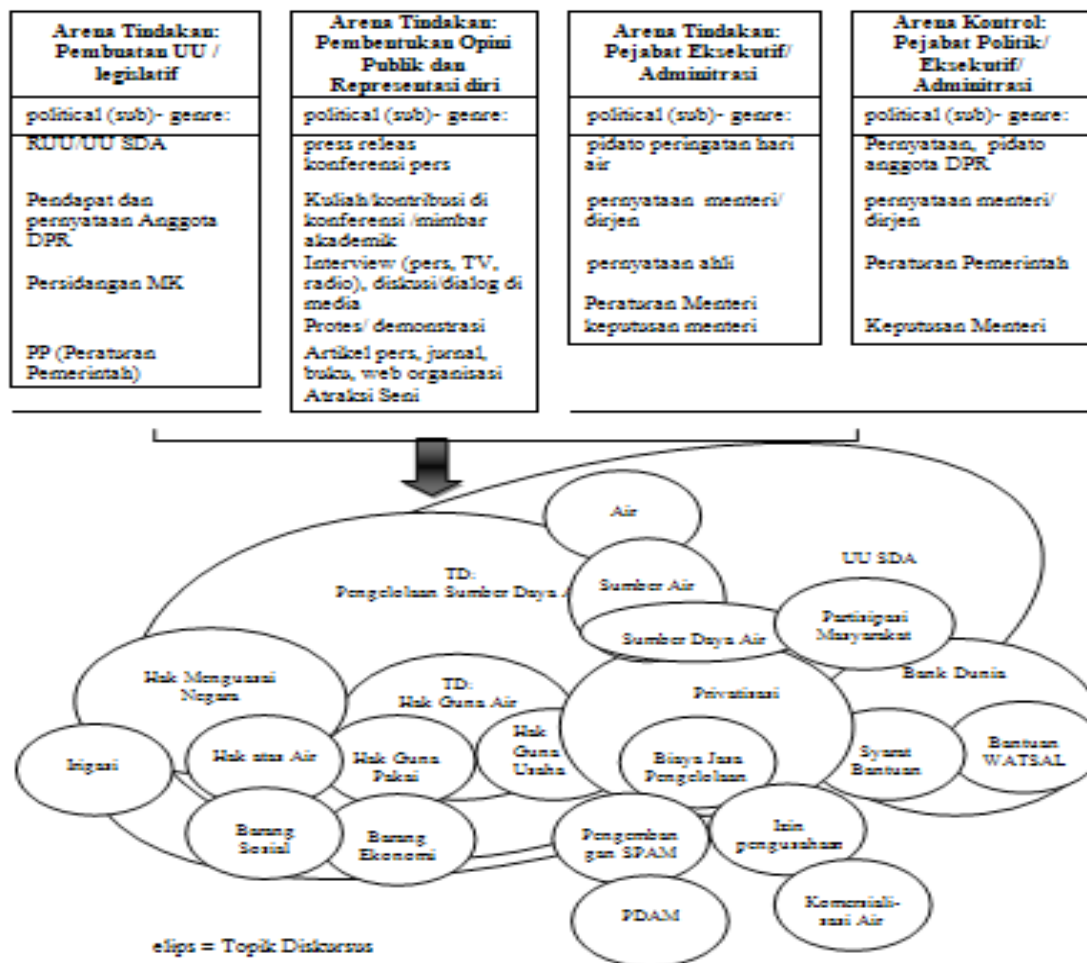 Arena Tindakan:
Pembuatan UU /
legislatif
political (sub)- genre:
RUU/UU SDA
Pendapat dan
pernyataan Anggota
DPR
Persidangan MK
PP (Peraturan
Pemerintah)
Arena Tindakan:
Pembentukan Opini
Publik dan
Representasi diri
political (sub)- genre:
press releas
konferensi pers
Kuliah/kontribusi di
konferensi /mimbar
akademik
Interview (pers, TV,
radio), diskusi/dialog di
media
Protes/ demonstrasi
Artikel pers, jurnal,
buku, web organisasi
Atraksi Seni
Arena Tindakan:
Pejabat Eksekutif/
Adminitrasi
political (sub)- genre:
pidato peringatan hari
air
pernyataan menteri/
dirjen
pernyataan ahli
Peraturan Menteri
keputusan menteri
Arena Kontrol:
Pejabat Politik/
Eksekutif/
Adminitrasi
political (sub)- genre:
Pernyataan, pidato
anggota DPR
pernyataan menteri/
dirjen
Peraturan Pemerintah
Keputusan Menteri
Air
UU SDA
TD:
Pengelolaan Sumber Daya
Sumber Air
Sumber Daya Air
Partisipasi
Masyarakat
Hak Menguasai
Negara
TD:
Hak Guna Air
Privatisasi
Bank Dunia
Irigasi
Hak atas Air
Hak Guna
Pakai
Hak
Guna
Usaha
Biaya Jasa
Pengelolaan
Syarat
Bantuan
Bantuan
WATSAL
Barang
Sosial
Barang
Ekonomi
Pengemban
gan SPAM
Izin
pengusahaan
PDAM
Komersiali-
sasi Air
elips = Topik Diskursus